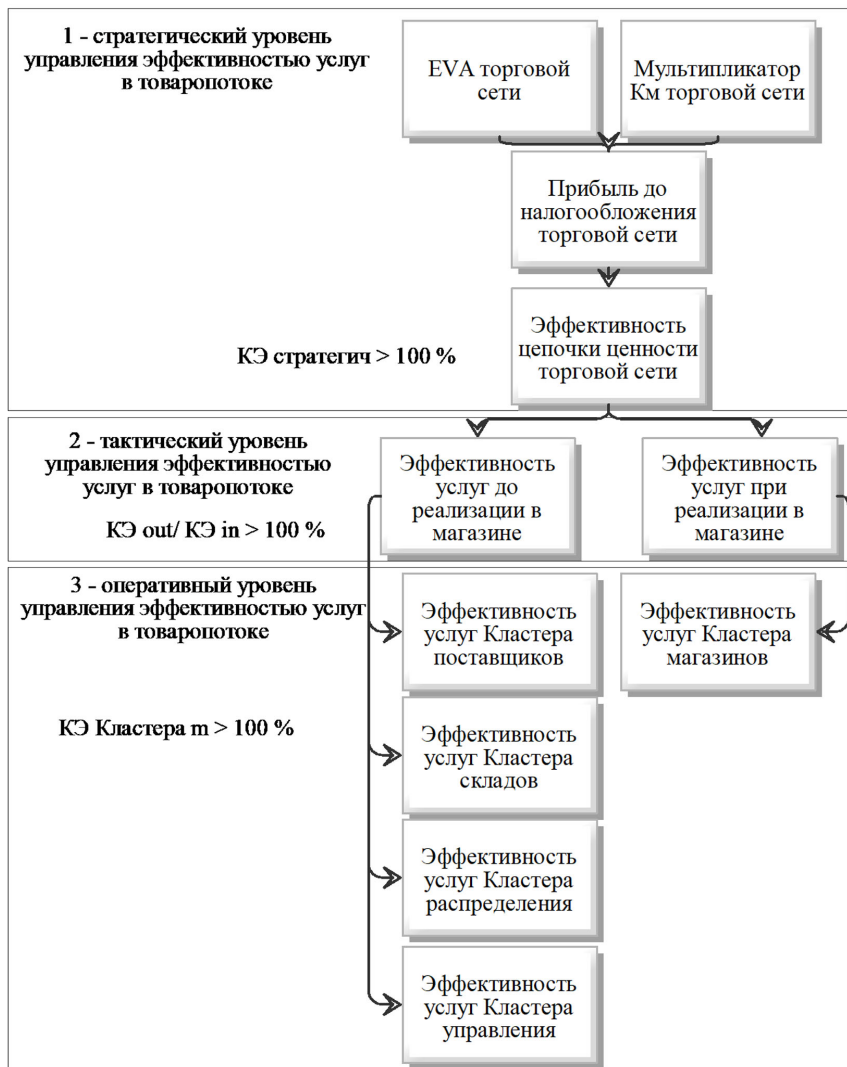 1 - стратегический уровень
управления эффективностью услуг
в товаропотоке
EVA торговой
сети
Мультипликатор
Км торговой сети
Прибыль до
налогообложения
торговой сети
КЭ стратегич > 100 %
Эффективность
цепочки ценности
торговой сети
2 - тактический уровень
управления эффективностью
услуг в товаропотоке
КЭ out/ КЭ in > 100 %
Эффективность
услуг до
реализации в
магазине
Эффективность
услуг при
реализации в
магазине
3 - оперативный уровень
управления эффективностью услуг
в товаропотоке
КЭ Кластера m > 100 %
Эффективность
услуг Кластера
поставщиков
Эффективность
услуг Кластера
магазинов
Эффективность
услуг Кластера
складов
Эффективность
услуг Кластера
распределения
Эффективность
услуг Кластера
управления